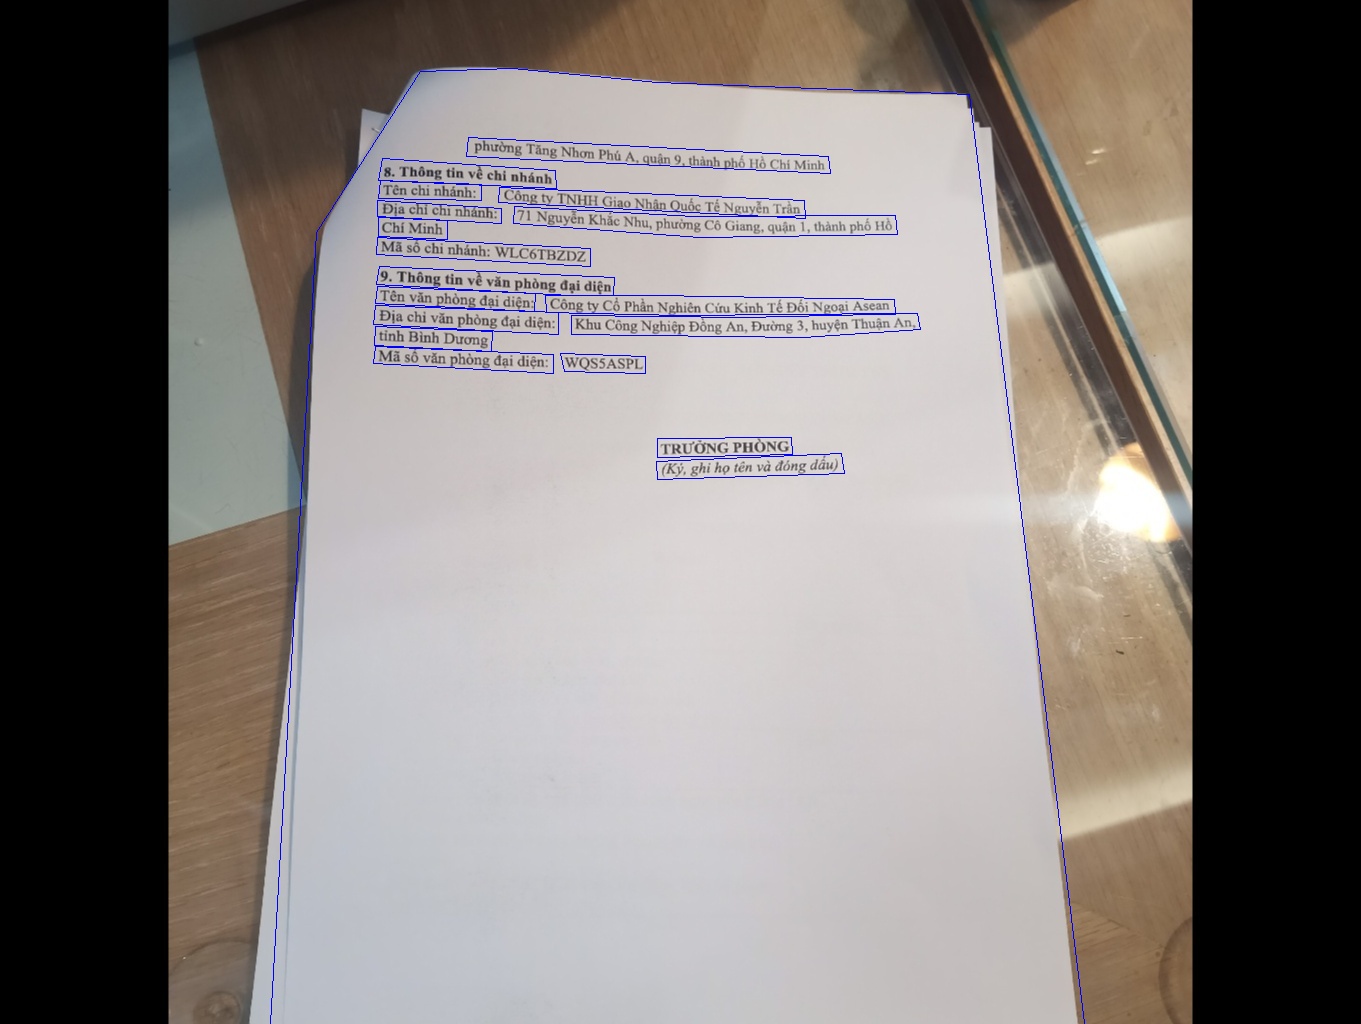 phường Tăng Nhơn Phú A, quận 9, thành phố Hồ Chí Minh
8. Thông tin về chi nhánh
Tên chi nhánh: Công ty TNHH Giao Nhận Quốc Tế Nguyễn Trần
Địa chỉ chi nhánh: 71 Nguyễn Khắc Nhu, phường Cô Giang, quận 1, thành phố Hồ
Chí Minh
Mã số chi nhánh: WLC6TBZDZ
9. Thông tin về văn phòng đại diện
Tên văn phòng đại diện: Công ty Cổ Phần Nghiên Cứu Kinh Tế Đối Ngoại Asean
Địa chỉ văn phòng đại diện: Khu Công Nghiệp Đồng An, Đường 3, huyện Thuận An,
tỉnh Bình Dương
Mã số văn phòng đại diện: WQS5ASPL
TRƯỞNG PHÒNG
(Ký, ghi họ tên và đóng dấu)